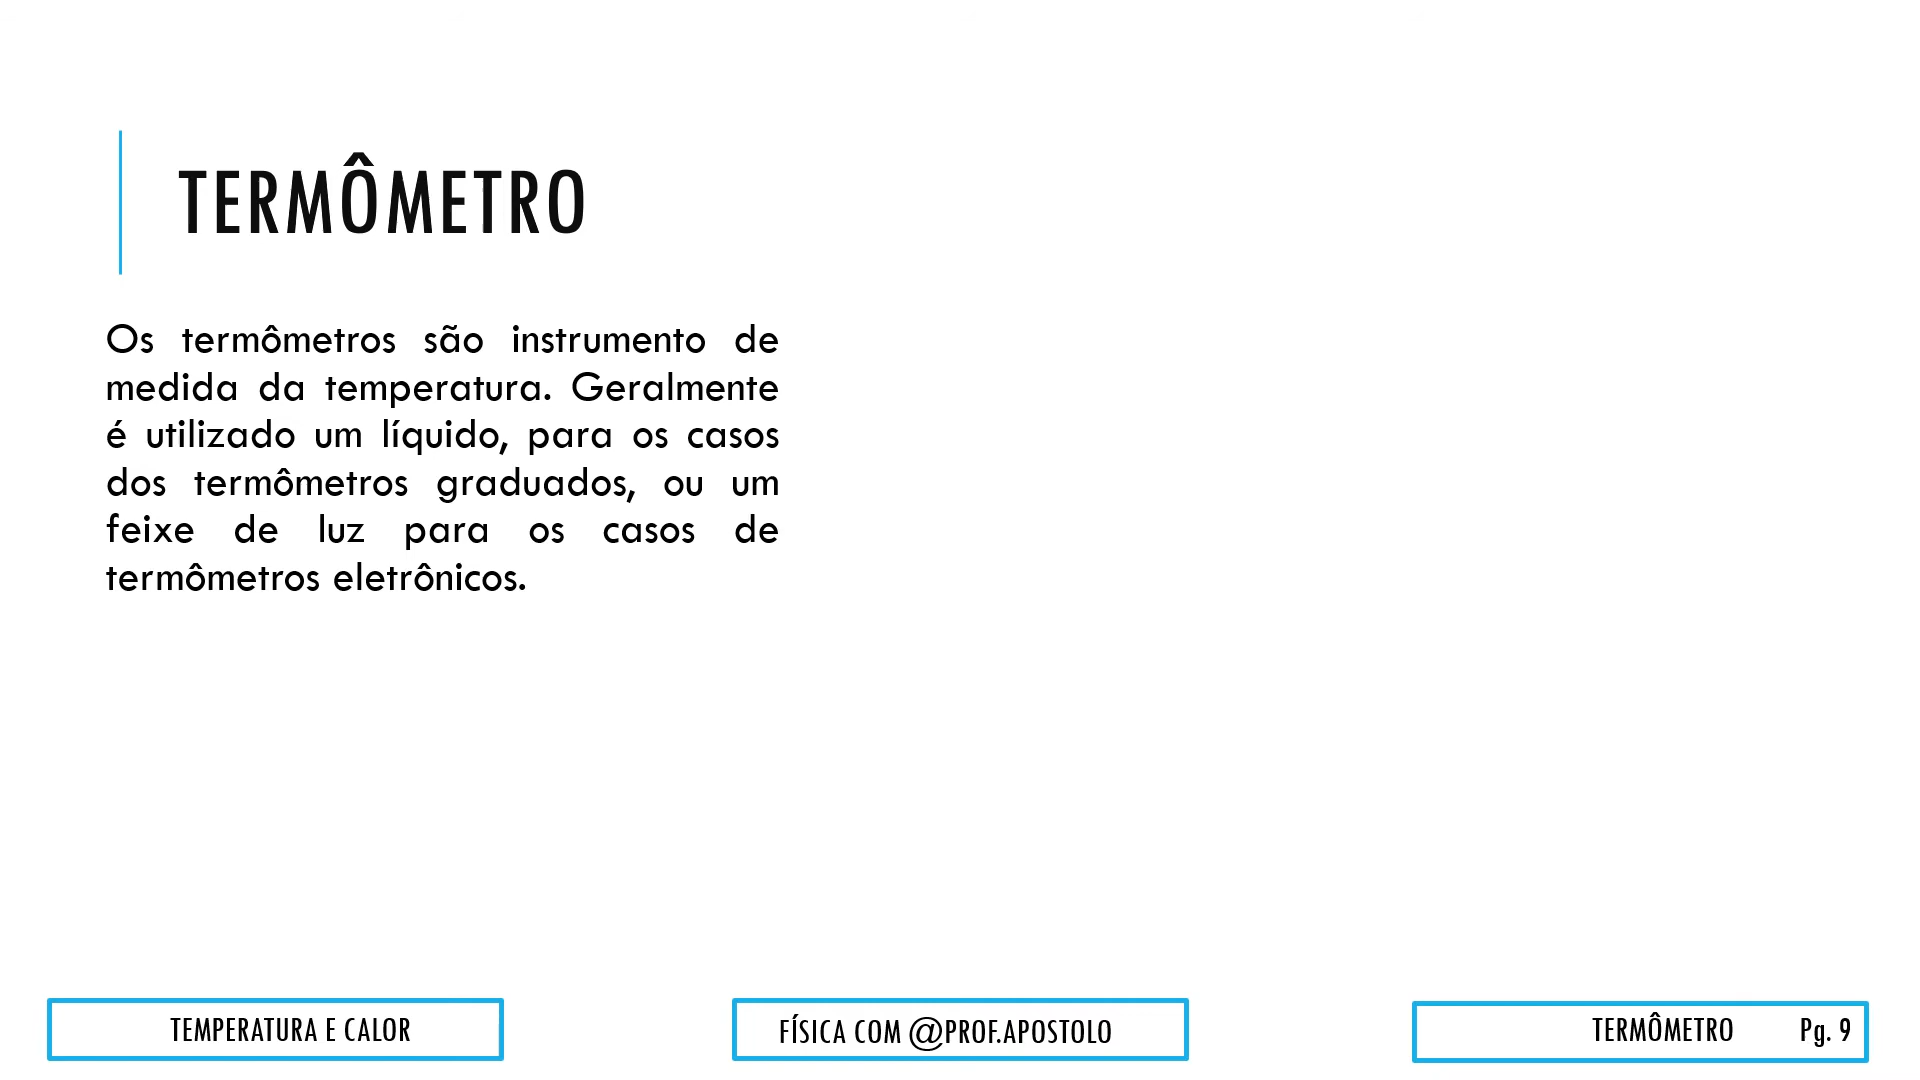 TERMÔMETRO
Os termômetros são instrumento de
medida da temperatura. Geralmente
é utilizado um líquido, para os casos
dos termômetros graduados, ou um
feixe de luz para os casos de
termômetros eletrônicos.
TEMPERATURA E CALOR
FÍSICA COM @PROF.APOSTOLO
TERMÔMETRO Pg. 9